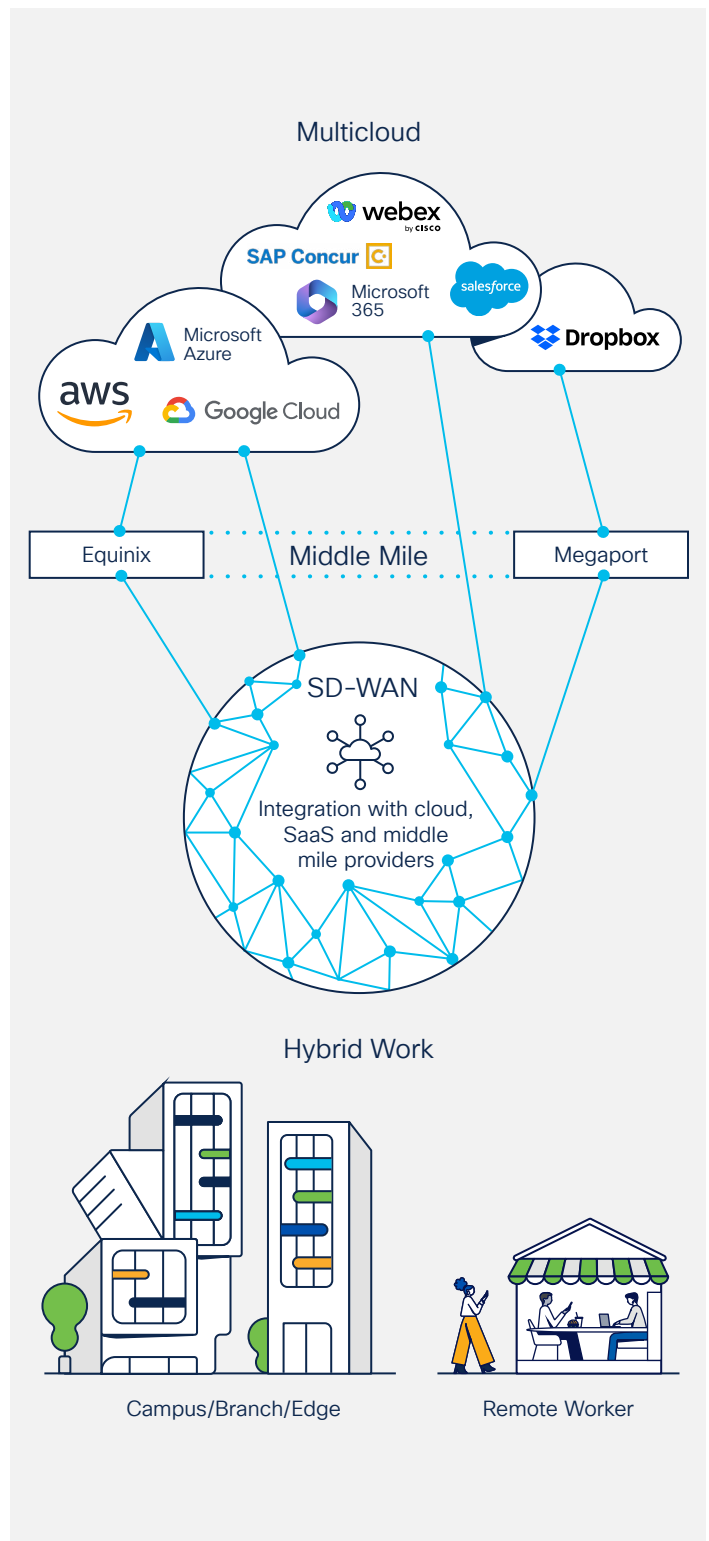 Multicloud
webex
by CISCO
SAP Concur C.
Microsoft
365
salesforce
Dropbox
Microsoft
Azure
aws
Google Cloud
Equinix
Middle Mile
Megaport
SD-WAN
Integration with cloud,
SaaS and middle
mile providers
Hybrid Work
Campus/Branch/Edge
Remote Worker